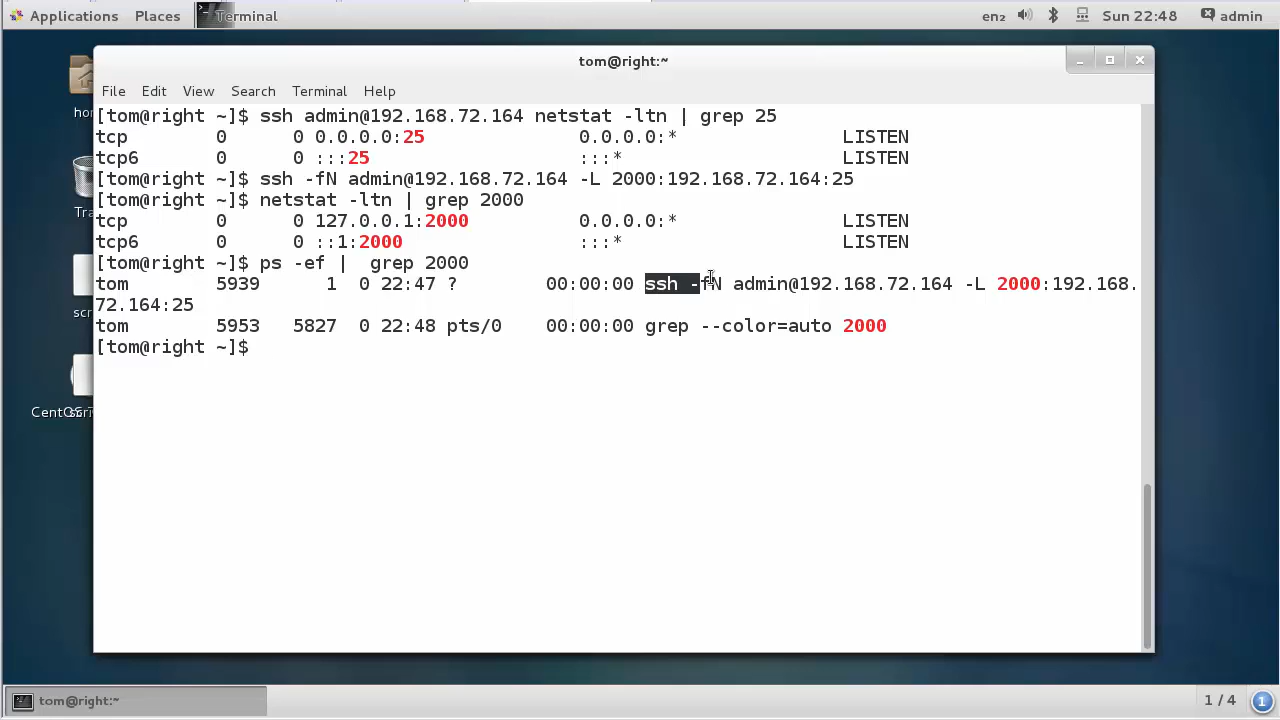 Applications Places Terminal en₂ Sun 22:48 admin
tom@right:~
File Edit View Search Terminal Help
[tom@right ~]$ ssh admin@192.168.72.164 netstat -ltn | grep 25
tcp 0 0 0.0.0.0:25 0.0.0.0:* LISTEN
tcp6 0 0 :::25 :::* LISTEN
[tom@right ~]$ ssh -fN admin@192.168.72.164 -L 2000:192.168.72.164:25
[tom@right ~]$ netstat -ltn | grep 2000
tcp 0 0 127.0.0.1:2000 0.0.0.0:* LISTEN
tcp6 0 0 ::1:2000 :::* LISTEN
[tom@right ~]$ ps -ef |  grep 2000
tom 5939 1 0 22:47 ? 00:00:00 ssh -fN admin@192.168.72.164 -L 2000:192.168.
72.164:25
tom 5953 5827 0 22:48 pts/0 00:00:00 grep --color=auto 2000
[tom@right ~]$
hom
Tra
scr
tom@right:~
1 / 4
1